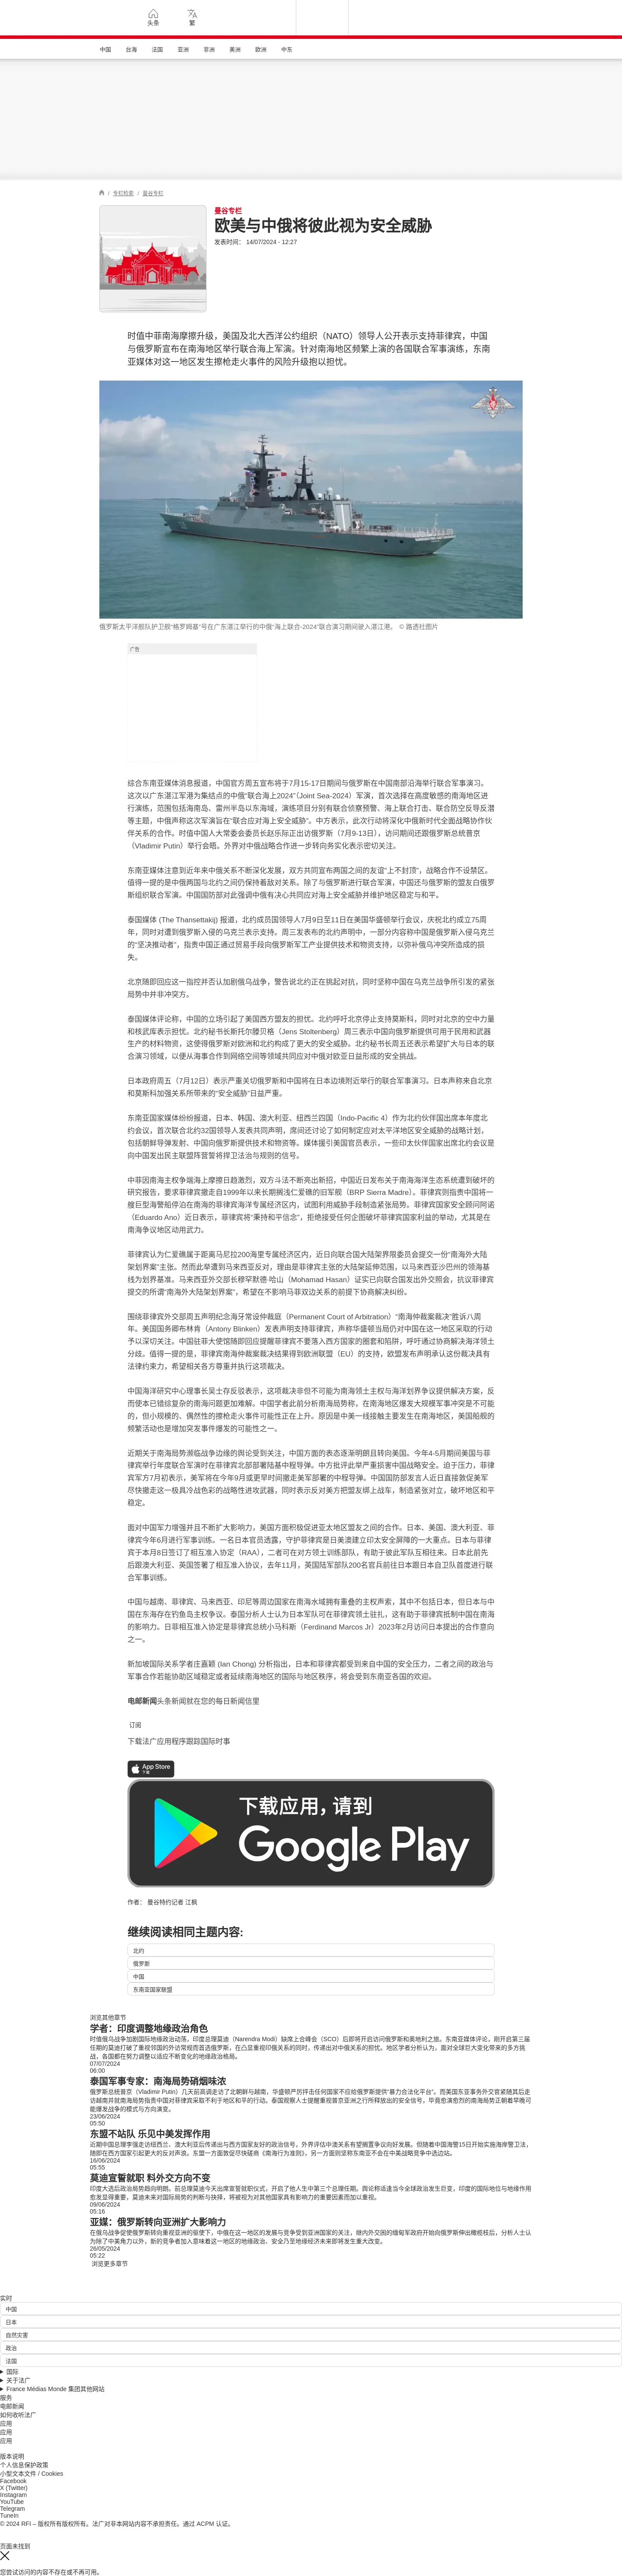 头条
繁
中国 台海 法国 亚洲 非洲 美洲 欧洲 中东
/ 专栏检索 / 曼谷专栏
曼谷专栏
欧美与中俄将彼此视为安全威胁
发表时间： 14/07/2024 - 12:27
时值中菲南海摩擦升级，美国及北大西洋公约组织（NATO）领导人公开表示支持菲律宾，中国
与俄罗斯宣布在南海地区举行联合海上军演。针对南海地区频繁上演的各国联合军事演练，东南
亚媒体对这一地区发生擦枪走火事件的风险升级抱以担忧。
俄罗斯太平洋舰队护卫舰“格罗姆基”号在广东湛江举行的中俄“海上联合-2024”联合演习期间驶入湛江港。 © 路透社图片
广告
综合东南亚媒体消息报道，中国官方周五宣布将于7月15-17日期间与俄罗斯在中国南部沿海举行联合军事演习。
这次以广东湛江军港为集结点的中俄“联合海上2024”（Joint Sea-2024）军演，首次选择在高度敏感的南海地区进
行演练，范围包括海南岛、雷州半岛以东海域，演练项目分别有联合侦察预警、海上联合打击、联合防空反导反潜
等主题，中俄声称这次军演旨在“联合应对海上安全威胁”。中方表示，此次行动将深化中俄新时代全面战略协作伙
伴关系的合作。时值中国人大常委会委员长赵乐际正出访俄罗斯（7月9-13日），访问期间还跟俄罗斯总统普京
（Vladimir Putin）举行会晤。外界对中俄战略合作进一步转向务实化表示密切关注。
东南亚媒体注意到近年来中俄关系不断深化发展，双方共同宣布两国之间的友谊“上不封顶”，战略合作不设禁区。
值得一提的是中俄两国与北约之间仍保持着敌对关系。除了与俄罗斯进行联合军演，中国还与俄罗斯的盟友白俄罗
斯组织联合军演。中国国防部对此强调中俄有决心共同应对海上安全威胁并维护地区稳定与和平。
泰国媒体 (The Thansettakij) 报道，北约成员国领导人7月9日至11日在美国华盛顿举行会议，庆祝北约成立75周
年，同时对遭到俄罗斯入侵的乌克兰表示支持。周三发布的北约声明中，一部分内容称中国是俄罗斯入侵乌克兰
的“坚决推动者”，指责中国正通过贸易手段向俄罗斯军工产业提供技术和物资支持，以弥补俄乌冲突所造成的损
失。
北京随即回应这一指控并否认加剧俄乌战争，警告说北约正在挑起对抗，同时坚称中国在乌克兰战争所引发的紧张
局势中并非冲突方。
泰国媒体评论称，中国的立场引起了美国西方盟友的担忧。北约呼吁北京停止支持莫斯科，同时对北京的空中力量
和核武库表示担忧。北约秘书长斯托尔滕贝格（Jens Stoltenberg）周三表示中国向俄罗斯提供可用于民用和武器
生产的材料物资，这使得俄罗斯对欧洲和北约构成了更大的安全威胁。北约秘书长周五还表示希望扩大与日本的联
合演习领域，以便从海事合作到网络空间等领域共同应对中俄对欧亚日益形成的安全挑战。
日本政府周五（7月12日）表示严重关切俄罗斯和中国将在日本边境附近举行的联合军事演习。日本声称来自北京
和莫斯科加强关系所带来的“安全威胁”日益严重。
东南亚国家媒体纷纷报道，日本、韩国、澳大利亚、纽西兰四国（Indo-Pacific 4）作为北约伙伴国出席本年度北
约会议，首次联合北约32国领导人发表共同声明，席间还讨论了如何制定应对太平洋地区安全威胁的战略计划，
包括朝鲜导弹发射、中国向俄罗斯提供技术和物资等。媒体援引美国官员表示，一些印太伙伴国家出席北约会议是
向中国发出民主联盟阵营誓将捍卫法治与规则的信号。
中菲因南海主权争端海上摩擦日趋激烈，双方斗法不断亮出新招，中国近日发布关于南海海洋生态系统遭到破坏的
研究报告，要求菲律宾撤走自1999年以来长期搁浅仁爱礁的旧军舰（BRP Sierra Madre）。菲律宾则指责中国将一
艘巨型海警船停泊在南海的菲律宾海洋专属经济区内，试图利用威胁手段制造紧张局势。菲律宾国家安全顾问阿诺
（Eduardo Ano）近日表示，菲律宾将“秉持和平信念”，拒绝接受任何企图破坏菲律宾国家利益的举动，尤其是在
南海争议地区动用武力。
菲律宾认为仁爱礁属于距离马尼拉200海里专属经济区内，近日向联合国大陆架界限委员会提交一份“南海外大陆
架划界案”主张。然而此举遭到马来西亚反对，理由是菲律宾主张的大陆架延伸范围，以马来西亚沙巴州的领海基
线为划界基准。马来西亚外交部长穆罕默德·哈山（Mohamad Hasan）证实已向联合国发出外交照会，抗议菲律宾
提交的所谓“南海外大陆架划界案”，希望在不影响马菲双边关系的前提下协商解决纠纷。
围绕菲律宾外交部周五声明纪念海牙常设仲裁庭（Permanent Court of Arbitration）“南海仲裁案裁决”胜诉八周
年。美国国务卿布林肯（Antony Blinken）发表声明支持菲律宾，声称华盛顿当局仍对中国在这一地区采取的行动
予以深切关注。中国驻菲大使馆随即回应提醒菲律宾不要落入西方国家的圈套和陷阱，呼吁通过协商解决海洋领土
分歧。值得一提的是，菲律宾南海仲裁案裁决结果得到欧洲联盟（EU）的支持，欧盟发布声明承认这份裁决具有
法律约束力，希望相关各方尊重并执行这项裁决。
中国海洋研究中心理事长吴士存反驳表示，这项裁决非但不可能为南海领土主权与海洋划界争议提供解决方案，反
而使本已错综复杂的南海问题更加难解。中国学者此前分析南海局势称，在南海地区爆发大规模军事冲突是不可能
的，但小规模的、偶然性的擦枪走火事件可能性正在上升。原因是中美一线接触主要发生在南海地区，美国船舰的
频繁活动也是增加突发事件爆发的可能性之一。
近期关于南海局势濒临战争边缘的舆论受到关注，中国方面的表态逐渐明朗且转向美国。今年4-5月期间美国与菲
律宾举行年度联合军演时在菲律宾北部部署陆基中程导弹。中方批评此举严重损害中国战略安全。迫于压力，菲律
宾军方7月初表示，美军将在今年9月或更早时间撤走美军部署的中程导弹。中国国防部发言人近日直接敦促美军
尽快撤走这一极具冷战色彩的战略性进攻武器，同时表示反对美方把盟友绑上战车，制造紧张对立，破坏地区和平
稳定。
面对中国军力增强并且不断扩大影响力，美国方面积极促进亚太地区盟友之间的合作。日本、美国、澳大利亚、菲
律宾今年6月进行军事训练。一名日本官员透露，守护菲律宾是日美澳建立印太安全屏障的一大重点。日本与菲律
宾于本月8日签订了相互准入协定（RAA），二者可在对方领土训练部队，有助于彼此军队互相往来。日本此前先
后跟澳大利亚、英国签署了相互准入协议，去年11月，英国陆军部队200名官兵前往日本跟日本自卫队首度进行联
合军事训练。
中国与越南、菲律宾、马来西亚、印尼等周边国家在南海水域拥有重叠的主权声索，其中不包括日本，但日本与中
国在东海存在钓鱼岛主权争议。泰国分析人士认为日本军队可在菲律宾领土驻扎，这有助于菲律宾抵制中国在南海
的影响力。日菲相互准入协定是菲律宾总统小马科斯（Ferdinand Marcos Jr）2023年2月访问日本提出的合作意向
之一。
新加坡国际关系学者庄嘉颖 (Ian Chong) 分析指出，日本和菲律宾都受到来自中国的安全压力，二者之间的政治与
军事合作若能协助区域稳定或者延续南海地区的国际与地区秩序，将会受到东南亚各国的欢迎。
电邮新闻头条新闻就在您的每日新闻信里
订阅
下载法广应用程序跟踪国际时事
App Store
下载
下载应用，请到
Google Play
作者： 曼谷特约记者 江枫
继续阅读相同主题内容:
北约
俄罗斯
中国
东南亚国家联盟
浏览其他章节
学者：印度调整地缘政治角色
时值俄乌战争加剧国际地缘政治动荡，印度总理莫迪（Narendra Modi）缺席上合峰会（SCO）后即将开启访问俄罗斯和奥地利之旅。东南亚媒体评论，刚开启第三届
任期的莫迪打破了重视邻国的外访常规而首选俄罗斯，在凸显重视印俄关系的同时，传递出对中俄关系的担忧。地区学者分析认为，面对全球巨大变化带来的多方挑
战，各国都在努力调整以适应不断变化的地缘政治格局。
07/07/2024
06:00
泰国军事专家：南海局势硝烟味浓
俄罗斯总统普京（Vladimir Putin）几天前高调走访了北朝鲜与越南，华盛顿严厉抨击任何国家不应给俄罗斯提供“暴力合法化平台”。而美国东亚事务外交官紧随其后走
访越南并就南海局势指责中国对菲律宾采取不利于地区和平的行动。泰国观察人士提醒重视普京亚洲之行所释放出的安全信号，毕竟愈演愈烈的南海局势正朝着早晚可
能爆发战争的模式与方向演变。
23/06/2024
05:50
东盟不站队 乐见中美发挥作用
近期中国总理李强走访纽西兰、澳大利亚后传递出与西方国家友好的政治信号，外界评估中澳关系有望搁置争议向好发展。但随着中国海警15日开始实施海岸警卫法，
随即在西方国家引起更大的反对声浪。东盟一方面敦促尽快磋商《南海行为准则》，另一方面则坚称东南亚不会在中美战略竞争中选边站。
16/06/2024
05:55
莫迪宣誓就职 料外交方向不变
印度大选后政治局势趋向明朗。前总理莫迪今天出席宣誓就职仪式，开启了他人生中第三个总理任期。舆论称适逢当今全球政治发生巨变，印度的国际地位与地缘作用
愈发显得重要，莫迪未来对国际局势的判断与抉择，将被视为对其他国家具有影响力的重要因素而加以重视。
09/06/2024
05:16
亚媒：俄罗斯转向亚洲扩大影响力
在俄乌战争促使俄罗斯转向重视亚洲的驱使下，中俄在这一地区的发展与竞争受到亚洲国家的关注，继内外交困的缅甸军政府开始向俄罗斯伸出橄榄枝后，分析人士认
为除了中美角力以外，新的竞争者加入意味着这一地区的地缘政治、安全乃至地缘经济未来即将发生重大改变。
26/05/2024
05:22
浏览更多章节
实时
中国
日本
自然灾害
政治
法国
国际
关于法广
France Médias Monde 集团其他网站
服务
电邮新闻
如何收听法广
应用
应用
应用
版本说明
个人信息保护政策
小型文本文件 / Cookies
Facebook
X (Twitter)
Instagram
YouTube
Telegram
TuneIn
© 2024 RFI – 版权所有版权所有。法广对非本网站内容不承担责任。通过 ACPM 认证。
页面未找到
您尝试访问的内容不存在或不再可用。